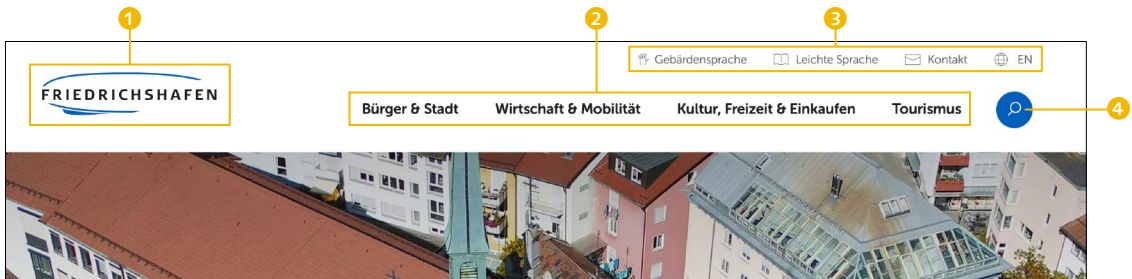 1
2
3
Gebärdensprache Leichte Sprache Kontakt EN
FRIEDRICHSHAFEN
Bürger & Stadt Wirtschaft & Mobilität Kultur, Freizeit & Einkaufen Tourismus
4